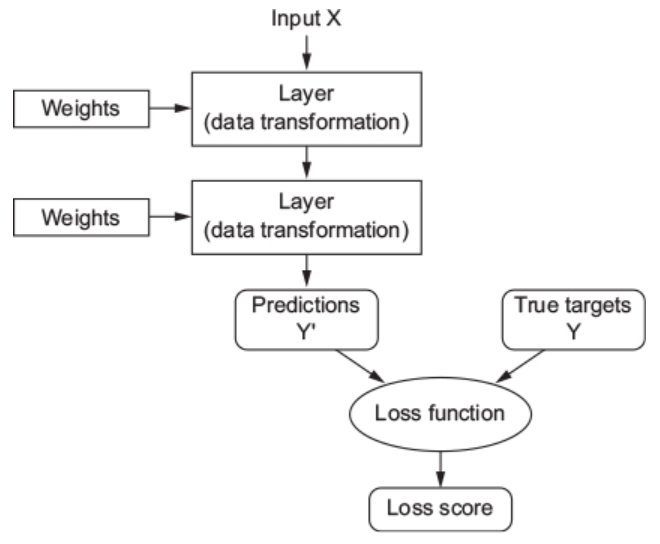 Input X
Weights
Layer
(data transformation)
Weights
Layer
(data transformation)
Predictions
Y'
True targets
Y
Loss function
Loss score